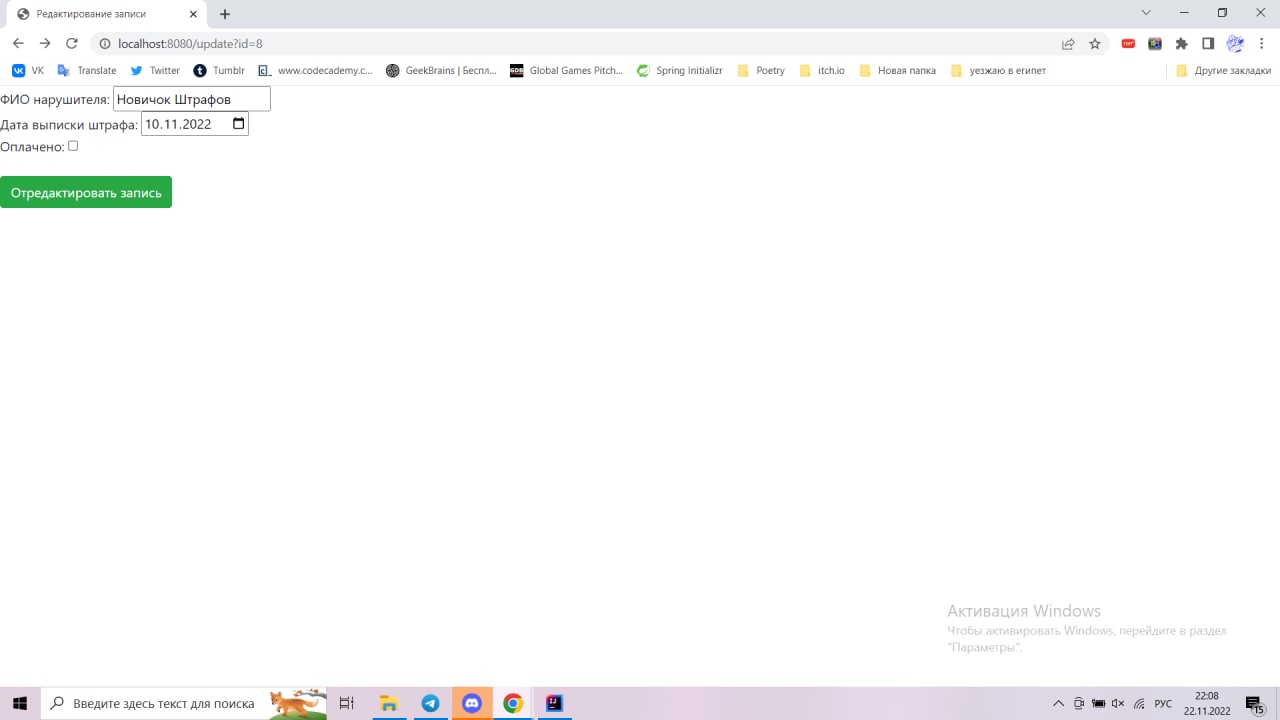 Редактирование записи
localhost:8080/update?id=8
VK Translate Twitter Tumblr www.codecademy.c... GeekBrains | Беспл... Global Games Pitch... Spring Initializr Poetry itch.io Новая папка уезжаю в египет Другие закладки
ФИО нарушителя: Новичок Штрафов
Дата выписки штрафа: 10.11.2022
Оплачено:
Отредактировать запись
Активация Windows
Чтобы активировать Windows, перейдите в раздел
"Параметры".
Введите здесь текст для поиска
РУС
22:08
22.11.2022
15